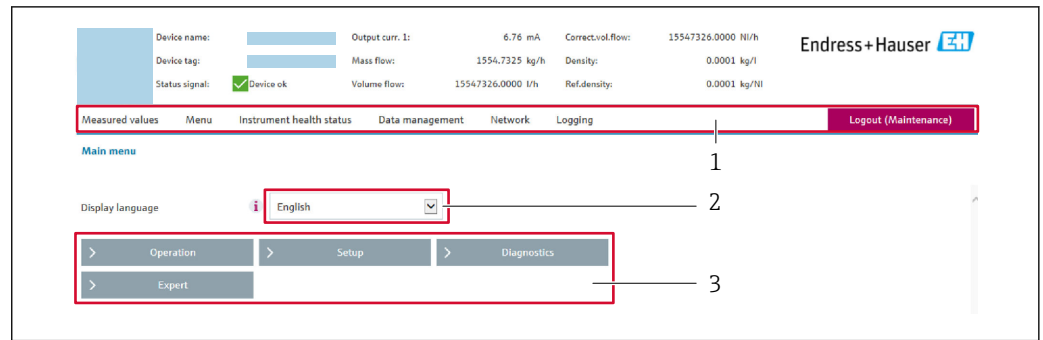 Device name: Output curr. 1: 6.76 mA Correct.vol.flow: 15547326.0000 Nl/h Endress+Hauser EH
Device tag: Mass flow: 1554.7325 kg/h Density: 0.0001 kg/l
Status signal: Device ok Volume flow: 15547326.0000 l/h Ref.density: 0.0001 kg/Nl
Measured values Menu Instrument health status Data management Network Logging Logout (Maintenance)
Main menu 1
Display language i English 2
> Operation > Setup > Diagnostics
> Expert 3